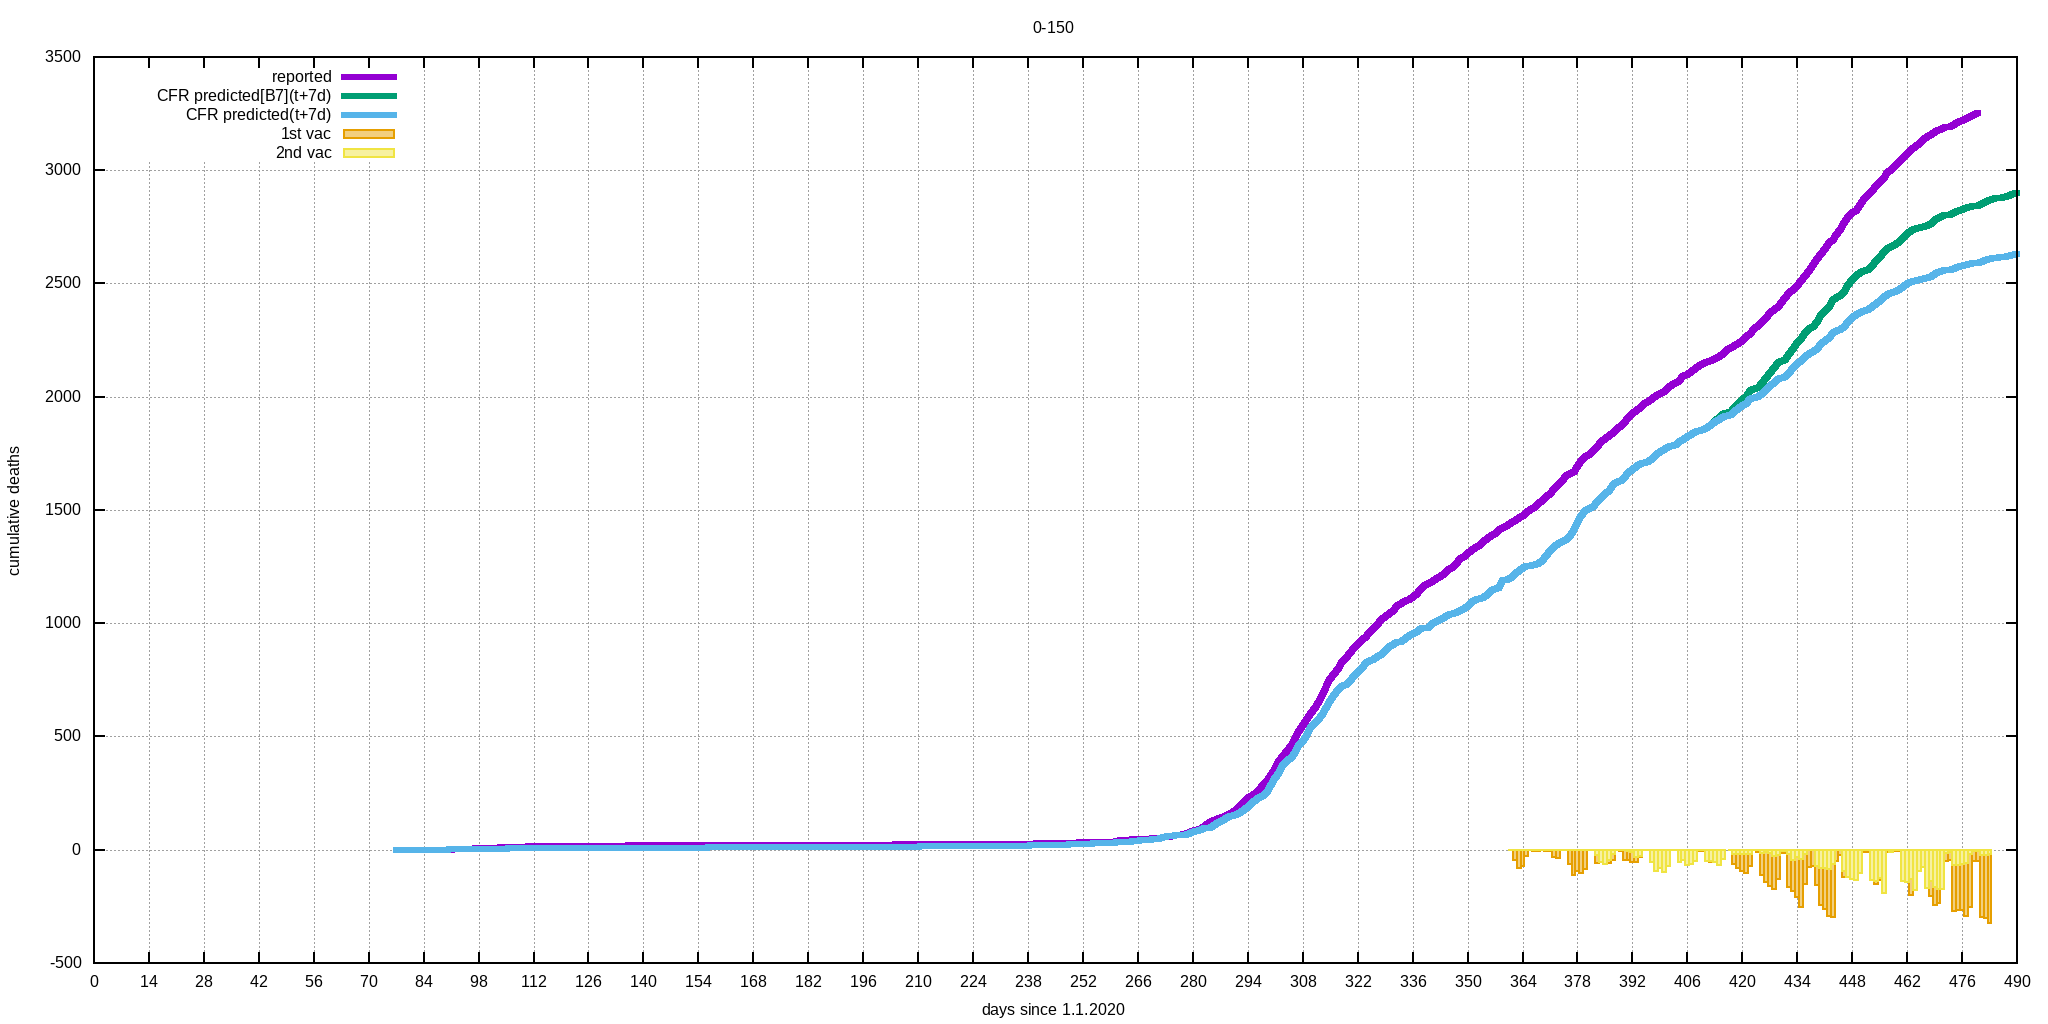 0-150
3500
3000
2500
2000
1500
1000
500
0
-500
cumulative deaths
reported
CFR predicted[B7](t+7d)
CFR predicted(t+7d)
1st vac
2nd vac
0 14 28 42 56 70 84 98 112 126 140 154 168 182 196 210 224 238 252 266 280 294 308 322 336 350 364 378 392 406 420 434 448 462 476 490
days since 1.1.2020